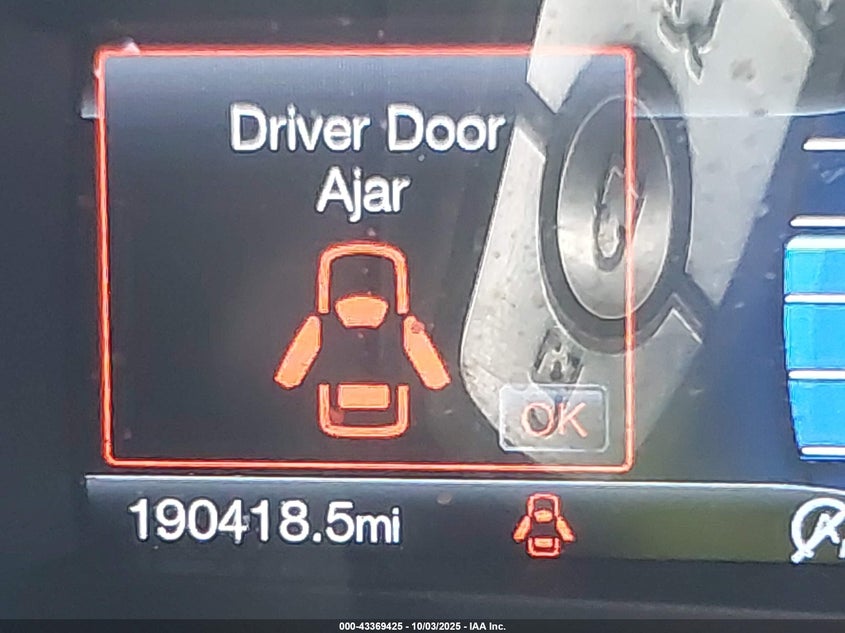 Driver Door
Ajar
OK
190418.5mi
000-43369425 - 10/03/2025 - IAA Inc.